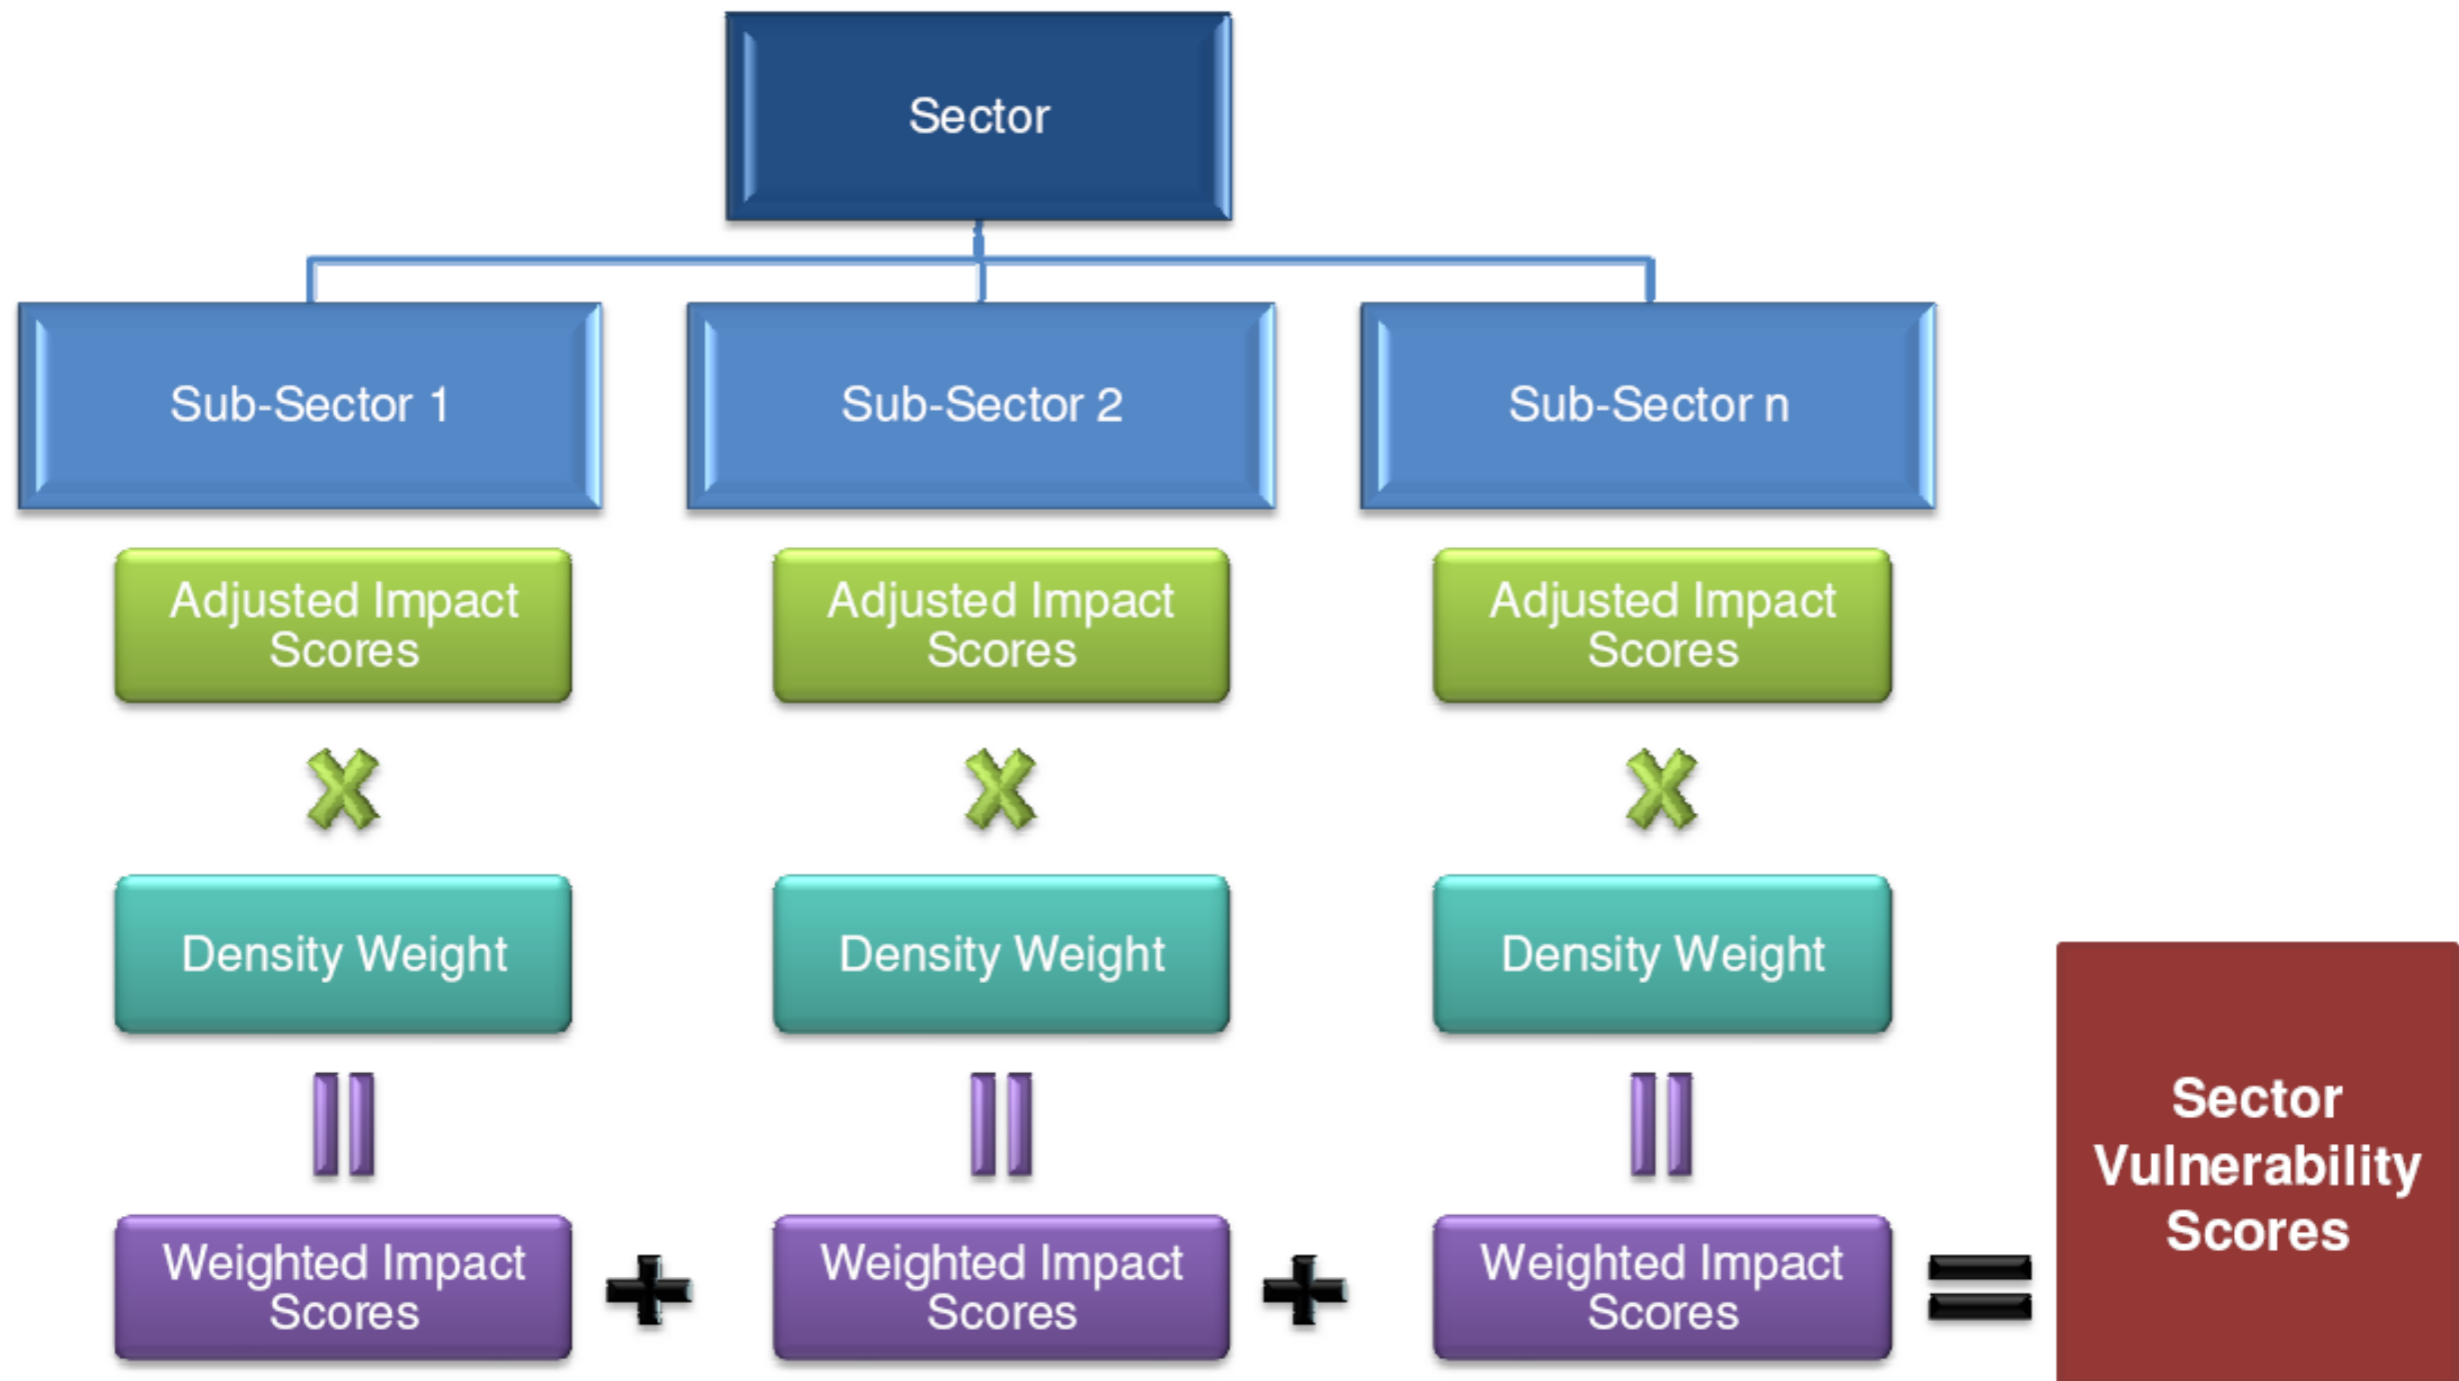 Sector
Sub-Sector 1
Sub-Sector 2
Sub-Sector n
Adjusted Impact
Scores
Adjusted Impact
Scores
Adjusted Impact
Scores
Density Weight
Density Weight
Density Weight
Weighted Impact
Scores
Weighted Impact
Scores
Weighted Impact
Scores
Sector
Vulnerability
Scores